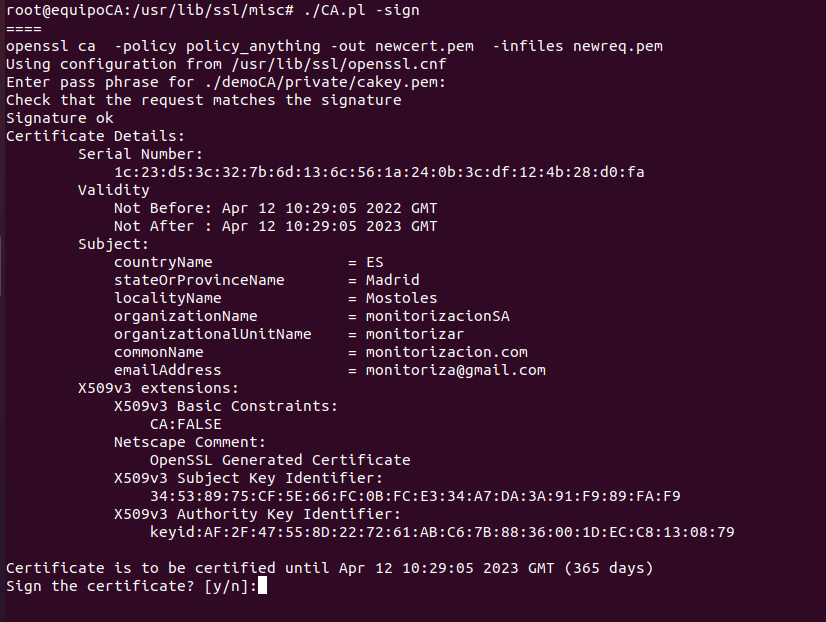 root@equipoCA:/usr/lib/ssl/misc# ./CA.pl -sign
====
openssl ca  -policy policy_anything -out newcert.pem  -infiles newreq.pem
Using configuration from /usr/lib/ssl/openssl.cnf
Enter pass phrase for ./demoCA/private/cakey.pem:
Check that the request matches the signature
Signature ok
Certificate Details:
        Serial Number:
            1c:23:d5:3c:32:7b:6d:13:6c:56:1a:24:0b:3c:df:12:4b:28:d0:fa
        Validity
            Not Before: Apr 12 10:29:05 2022 GMT
            Not After : Apr 12 10:29:05 2023 GMT
        Subject:
            countryName               = ES
            stateOrProvinceName       = Madrid
            localityName              = Mostoles
            organizationName          = monitorizacionSA
            organizationalUnitName    = monitorizar
            commonName                = monitorizacion.com
            emailAddress              = monitoriza@gmail.com
        X509v3 extensions:
            X509v3 Basic Constraints:
                CA:FALSE
            Netscape Comment:
                OpenSSL Generated Certificate
            X509v3 Subject Key Identifier:
                34:53:89:75:CF:5E:66:FC:0B:FC:E3:34:A7:DA:3A:91:F9:89:FA:F9
            X509v3 Authority Key Identifier:
                keyid:AF:2F:47:55:8D:22:72:61:AB:C6:7B:88:36:00:1D:EC:C8:13:08:79

Certificate is to be certified until Apr 12 10:29:05 2023 GMT (365 days)
Sign the certificate? [y/n]: